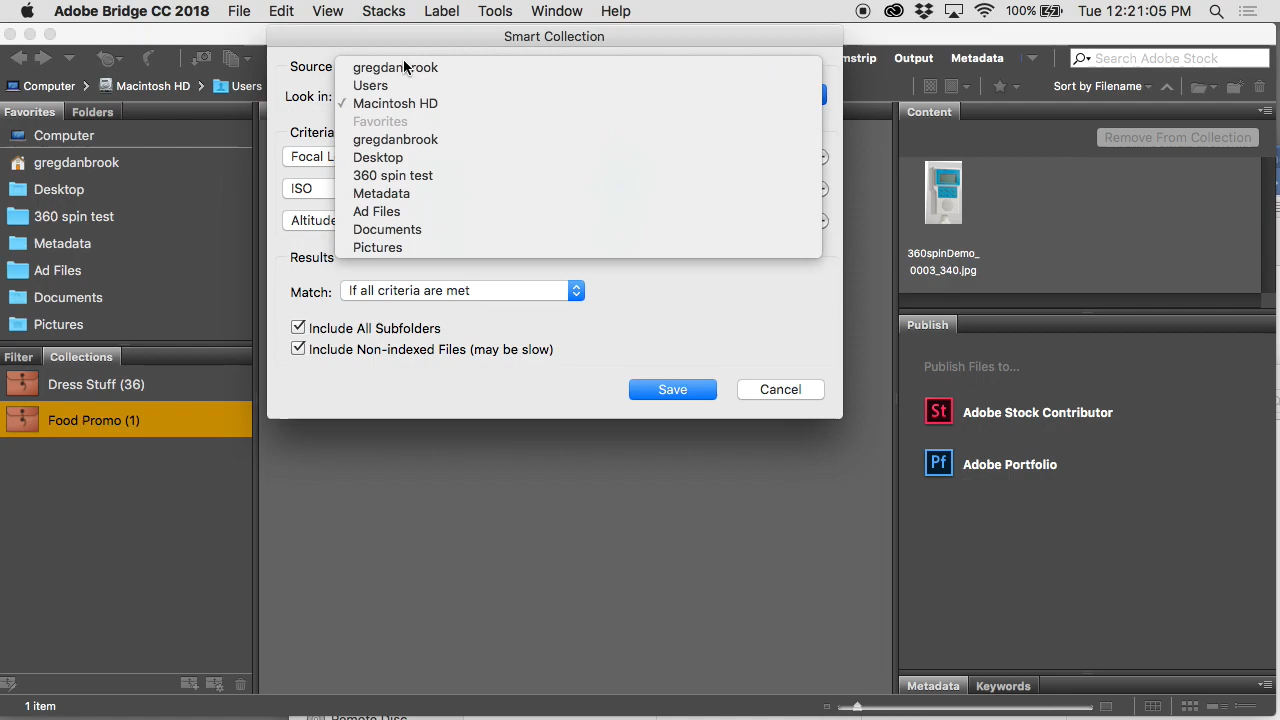 Adobe Bridge CC 2018 File Edit View Stacks Label Tools Window Help 100% Tue 12:21:05 PM
Smart Collection
Output Metadata Search Adobe Stock
Computer Macintosh HD Users
Sort by Filename
Favorites Folders
Computer
gregdanbrook
Desktop
360 spin test
Metadata
Ad Files
Documents
Pictures
Filter Collections
Dress Stuff (36)
Food Promo (1)
1 item
Source
Look in:
gregdanbrook
Users
Macintosh HD
Favorites
gregdanbrook
Desktop
360 spin test
Metadata
Ad Files
Documents
Pictures
Criteria
Focal L
ISO
Altitude
Results
Match: If all criteria are met
Include All Subfolders
Include Non-indexed Files (may be slow)
Save Cancel
Content
Remove From Collection
360spinDemo_
0003_340.jpg
Publish
Publish Files to...
St Adobe Stock Contributor
Pf Adobe Portfolio
Metadata Keywords